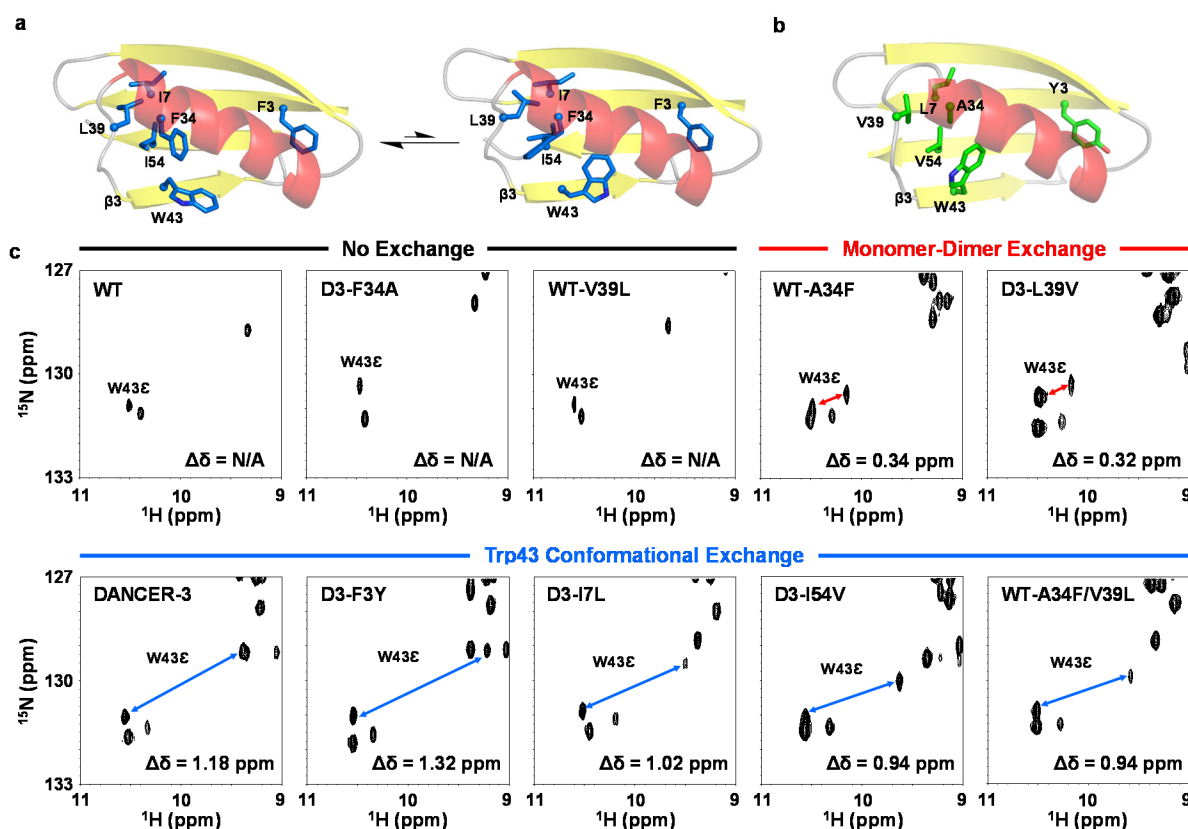 a
I7
F3
F34
L39
I54
β3
W43
I7
F3
F34
L39
I54
β3
W43
b
Y3
L7
A34
V39
V54
β3
W43
c
No Exchange
Monomer-Dimer Exchange
WT
W43ε
Δδ = N/A
D3-F34A
W43ε
Δδ = N/A
WT-V39L
W43ε
Δδ = N/A
WT-A34F
W43ε
Δδ = 0.34 ppm
D3-L39V
W43ε
Δδ = 0.32 ppm
127
130
133
15N (ppm)
11 10 9
11 10 9
11 10 9
11 10 9
11 10 9
1H (ppm)
1H (ppm)
1H (ppm)
1H (ppm)
1H (ppm)
Trp43 Conformational Exchange
DANCER-3
W43ε
Δδ = 1.18 ppm
D3-F3Y
W43ε
Δδ = 1.32 ppm
D3-I7L
W43ε
Δδ = 1.02 ppm
D3-I54V
W43ε
Δδ = 0.94 ppm
WT-A34F/V39L
W43ε
Δδ = 0.94 ppm
127
130
133
15N (ppm)
11 10 9
11 10 9
11 10 9
11 10 9
11 10 9
1H (ppm)
1H (ppm)
1H (ppm)
1H (ppm)
1H (ppm)